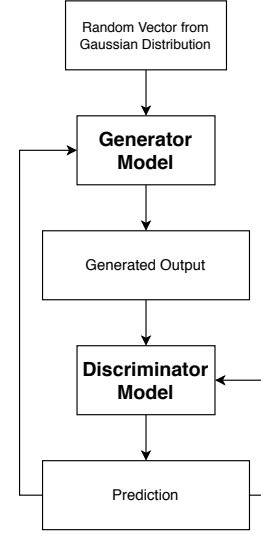 Random Vector from
Gaussian Distribution
Generator
Model
Generated Output
Discriminator
Model
Prediction